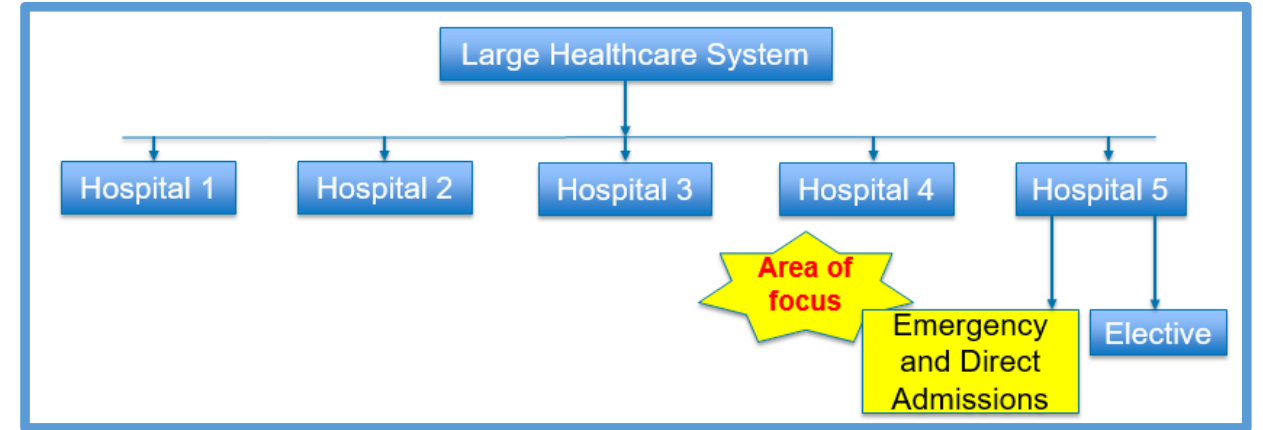 Large Healthcare System
Hospital 1
Hospital 2
Hospital 3
Hospital 4
Hospital 5
Area of
focus
Emergency
and Direct
Admissions
Elective